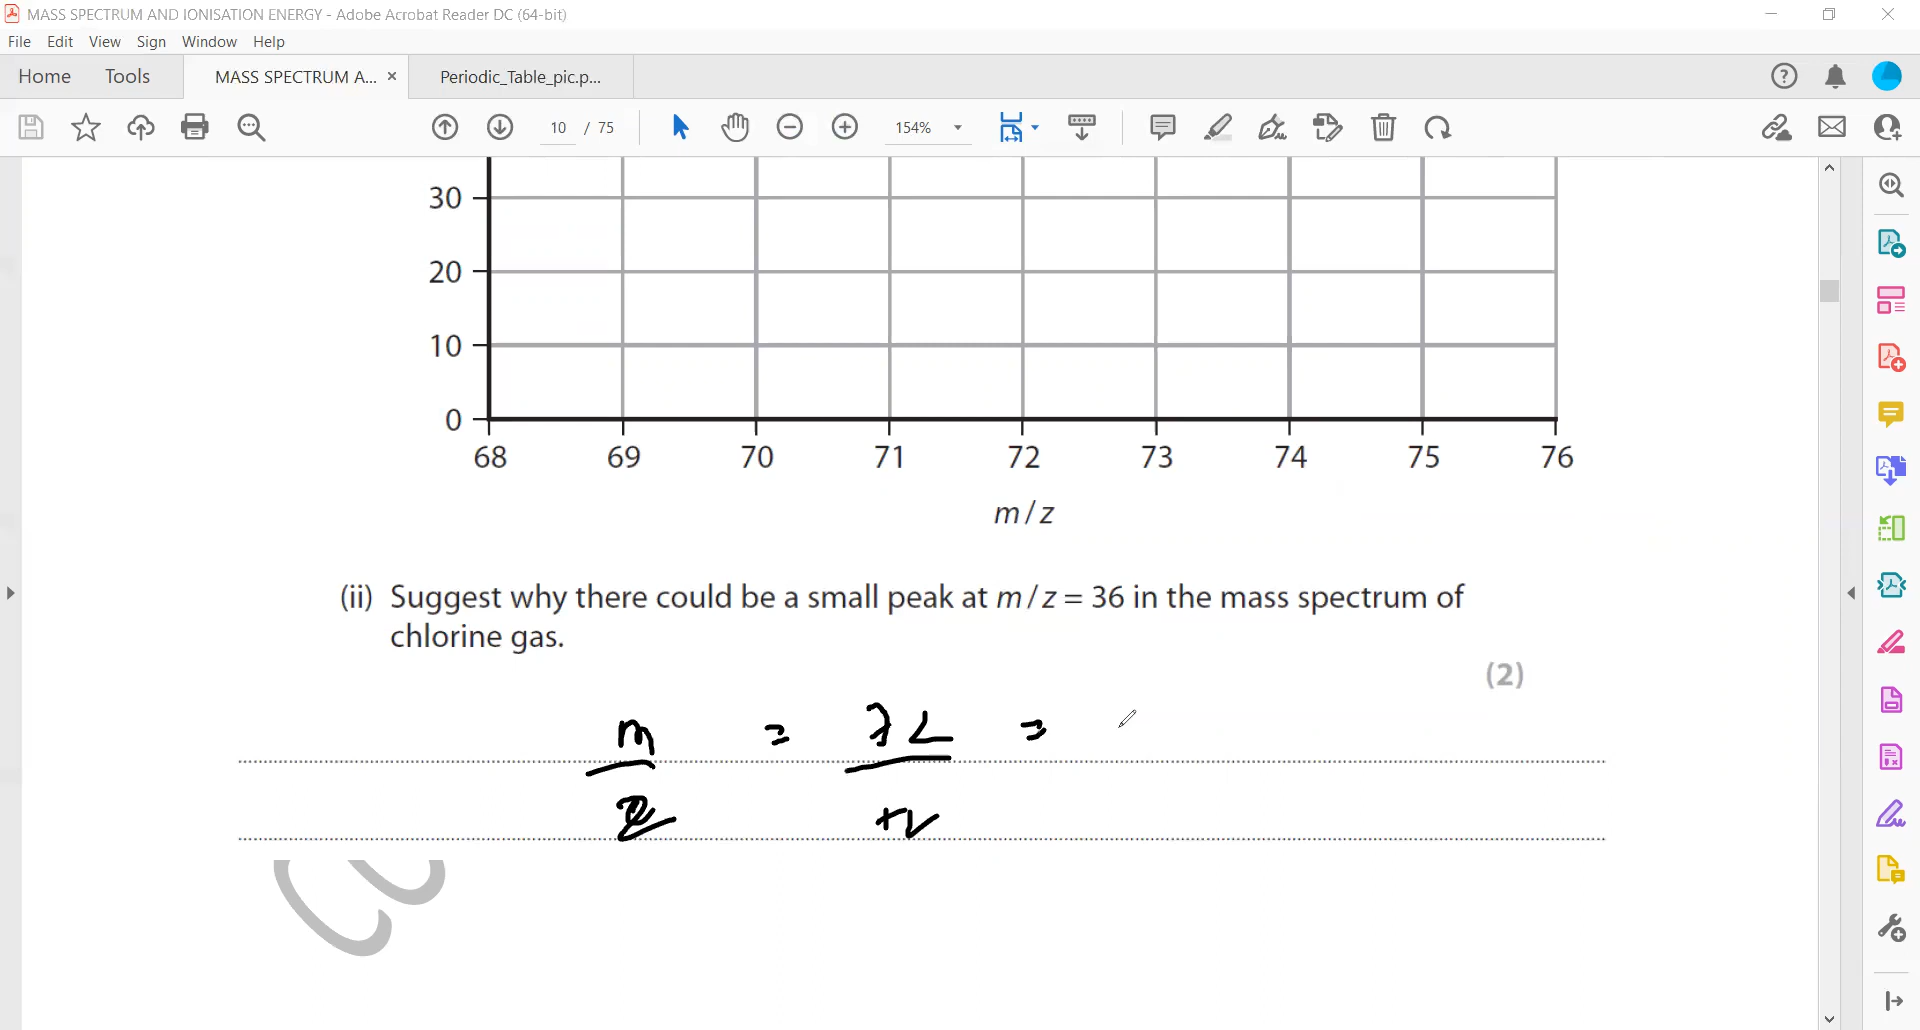 MASS SPECTRUM AND IONISATION ENERGY - Adobe Acrobat Reader DC (64-bit)
File Edit View Sign Window Help
Home Tools MASS SPECTRUM A... × Periodic_Table_pic.p...
10 / 75 154%
30
20
10
0
68 69 70 71 72 73 74 75 76
m / z
(ii) Suggest why there could be a small peak at m / z = 36 in the mass spectrum of
chlorine gas.
(2)
m = 72 =
z +2